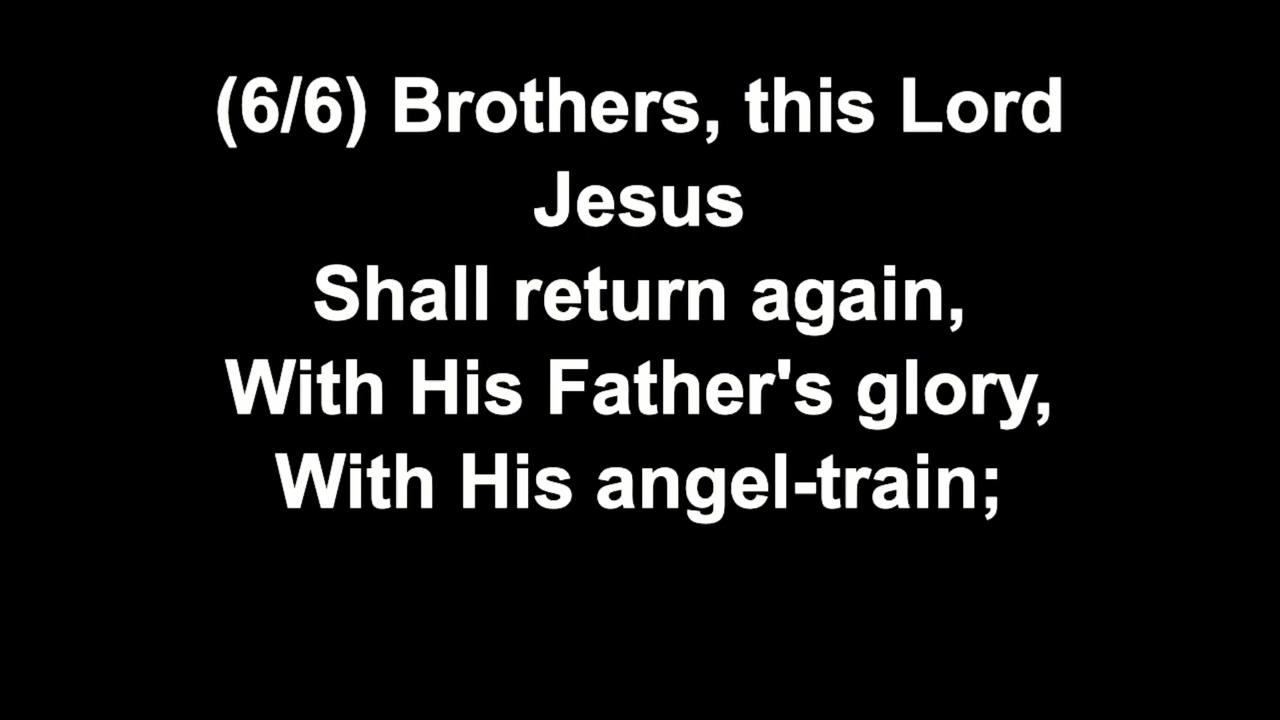 (6/6) Brothers, this Lord
Jesus
Shall return again,
With His Father's glory,
With His angel-train;